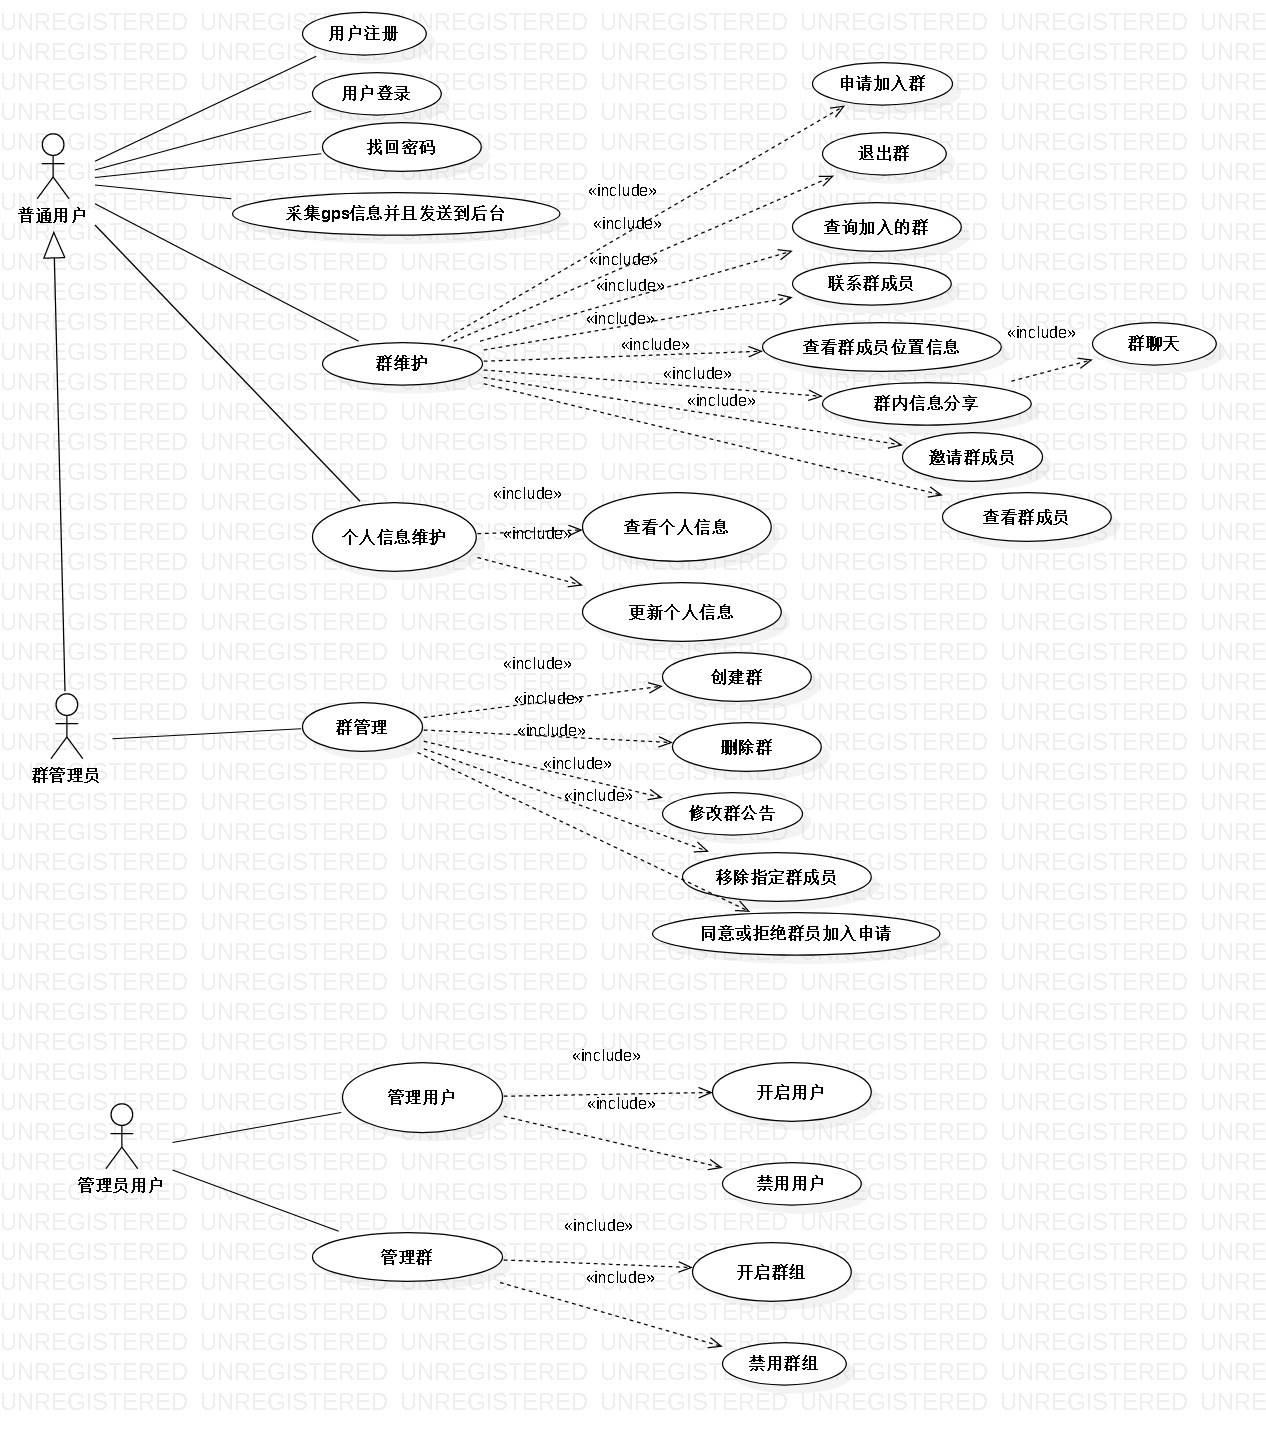 用户注册
用户登录
找回密码
采集gps信息并且发送到后台
普通用户
申请加入群
退出群
查询加入的群
联系群成员
查看群成员位置信息
群聊天
群内信息分享
邀请群成员
查看群成员
群维护
«include»
«include»
«include»
«include»
«include»
«include»
«include»
«include»
«include»
个人信息维护
«include»
«include»
查看个人信息
更新个人信息
群管理员
群管理
«include»
«include»
«include»
«include»
«include»
创建群
删除群
修改群公告
移除指定群成员
同意或拒绝群员加入申请
管理员用户
管理用户
«include»
«include»
开启用户
禁用用户
管理群
«include»
«include»
开启群组
禁用群组
UNREGISTERED